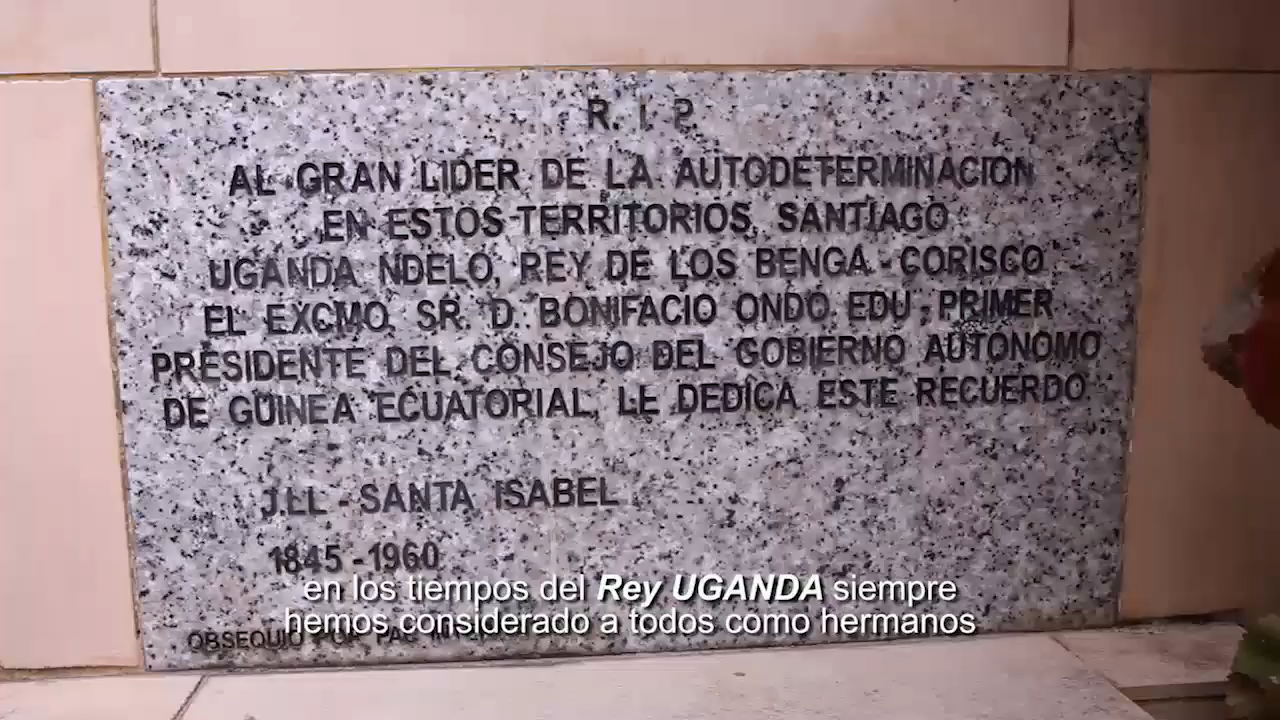 R. I. P.
AL GRAN LIDER DE LA AUTODETERMINACION
EN ESTOS TERRITORIOS, SANTIAGO
UGANDA NDELO, REY DE LOS BENGA - CORISCO
EL EXCMO. SR. D. BONIFACIO ONDO EDU - PRIMER
PRESIDENTE DEL CONSEJO DEL GOBIERNO AUTONOMO
DE GUINEA ECUATORIAL, LE DEDICA ESTE RECUERDO
J.LL - SANTA ISABEL
1845 - 1960
en los tiempos del Rey UGANDA siempre
hemos considerado a todos como hermanos
OBSEQUIO POR